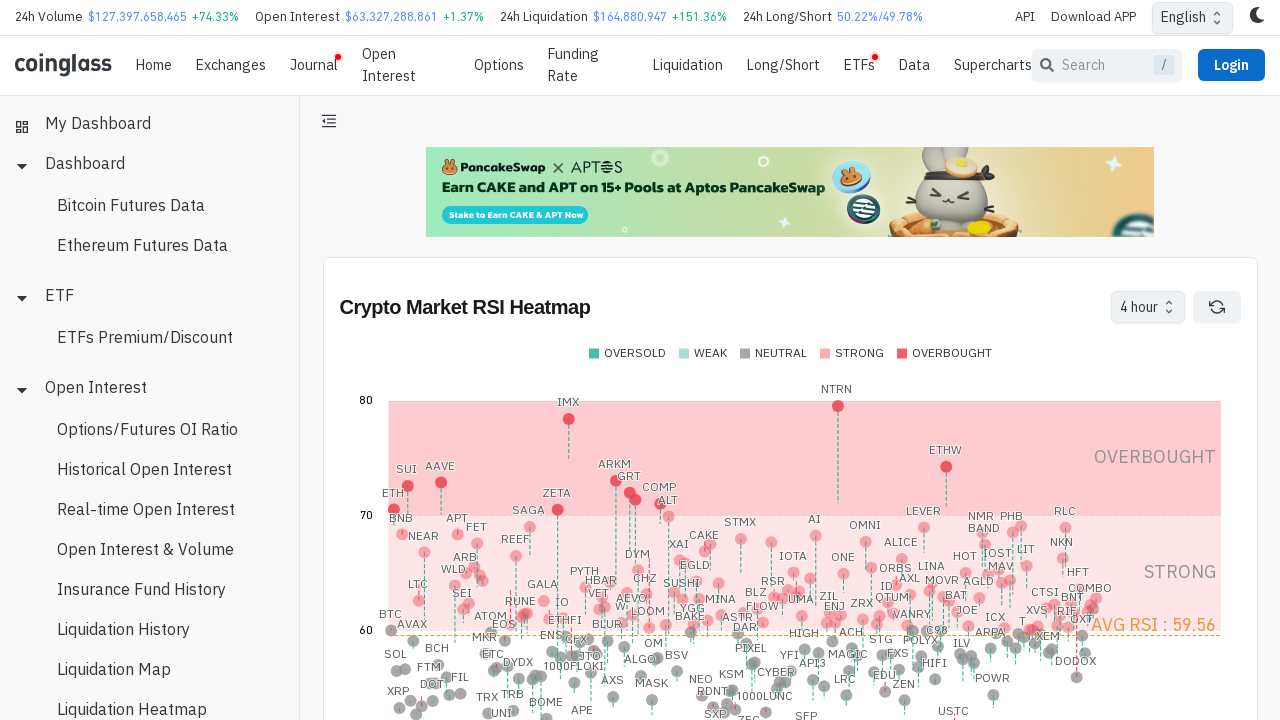 24h Volume $127,397,658,465 +74.33% Open Interest $63,327,288,861 +1.37% 24h Liquidation $164,880,947 +151.36% 24h Long/Short 50.22%/49.78% API Download APP English
coinglass Home Exchanges Journal Open Interest Options Funding Rate Liquidation Long/Short ETFs Data Supercharts Search / Login
My Dashboard
Dashboard
Bitcoin Futures Data
Ethereum Futures Data
ETF
ETFs Premium/Discount
Open Interest
Options/Futures OI Ratio
Historical Open Interest
Real-time Open Interest
Open Interest & Volume
Insurance Fund History
Liquidation History
Liquidation Map
Liquidation Heatmap
PancakeSwap X APTOS
Earn CAKE and APT on 15+ Pools at Aptos PancakeSwap
Stake to Earn CAKE & APT Now
Crypto Market RSI Heatmap
4 hour
OVERSOLD WEAK NEUTRAL STRONG OVERBOUGHT
NTRN
80 IMX
ETHW
OVERBOUGHT
SUI AAVE ARKM
GRT
ETH ZETA COMP
ALT
70 BNB APT SAGA STMX AI OMNI LEVER NMR PHB RLC
FET BAND
NEAR REEF XAI CAKE ALICE NKN
ARB DYM IOTA ONE HOT IOST LIT
WLD PYTH EGLD ORBS LINA MAV HFT
STRONG
LTC GALA HBAR CHZ SUSHI RSR AXL MOVR AGLD COMBO
SEI VET AEVO BLZ ID BAT CTSI BNT
RUNE IO YGG MINA FLOW UMA ZIL ENJ ZRX QTUM JOE XVS RIF
BTC ATOM ETHFI BAKE ASTR VANRY ICX
AVAX EOS BLUR DAR T CXT
60 AVG RSI : 59.56
MKR ENS CFX OM HIGH ACH STG POLYX C98 ILV ARPA XEM
SOL BCH ETC JTO BSV PIXEL YFI MAGIC FXS
FTM DYDX 1000FLOKI ALGO API3 HIFI DODOX
DOT FIL AXS MASK NEO KSM CYBER LRC EDU ZEN POWR
XRP TRX TRB BOME RDNT 1000LUNC
UNI APE SXP SFP USTC